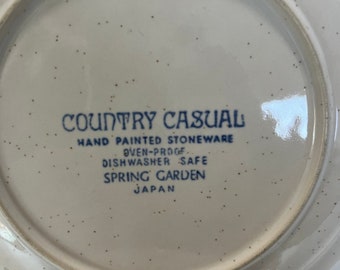 COUNTRY CASUAL
HAND PAINTED STONEWARE
OVEN-PROOF
DISHWASHER SAFE
SPRING GARDEN
JAPAN